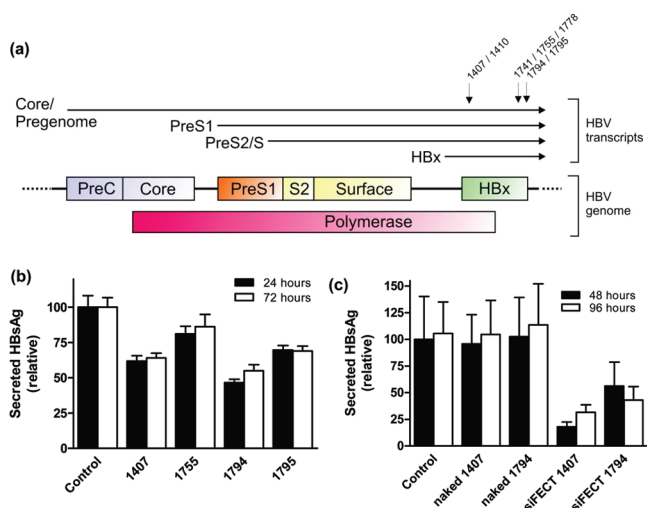 (a)
1407 / 1410
1741 / 1755 / 1778
1794 / 1795
Core/
Pregenome
PreS1
PreS2/S
HBx
HBV
transcripts
PreC
Core
PreS1
S2
Surface
HBx
Polymerase
HBV
genome
(b)
24 hours
72 hours
Secreted HBsAg
(relative)
100
75
50
25
0
Control
1407
1755
1794
1795
(c)
48 hours
96 hours
Secreted HBsAg
(relative)
150
125
100
75
50
25
0
Control
naked 1407
naked 1794
siFECT 1407
siFECT 1794